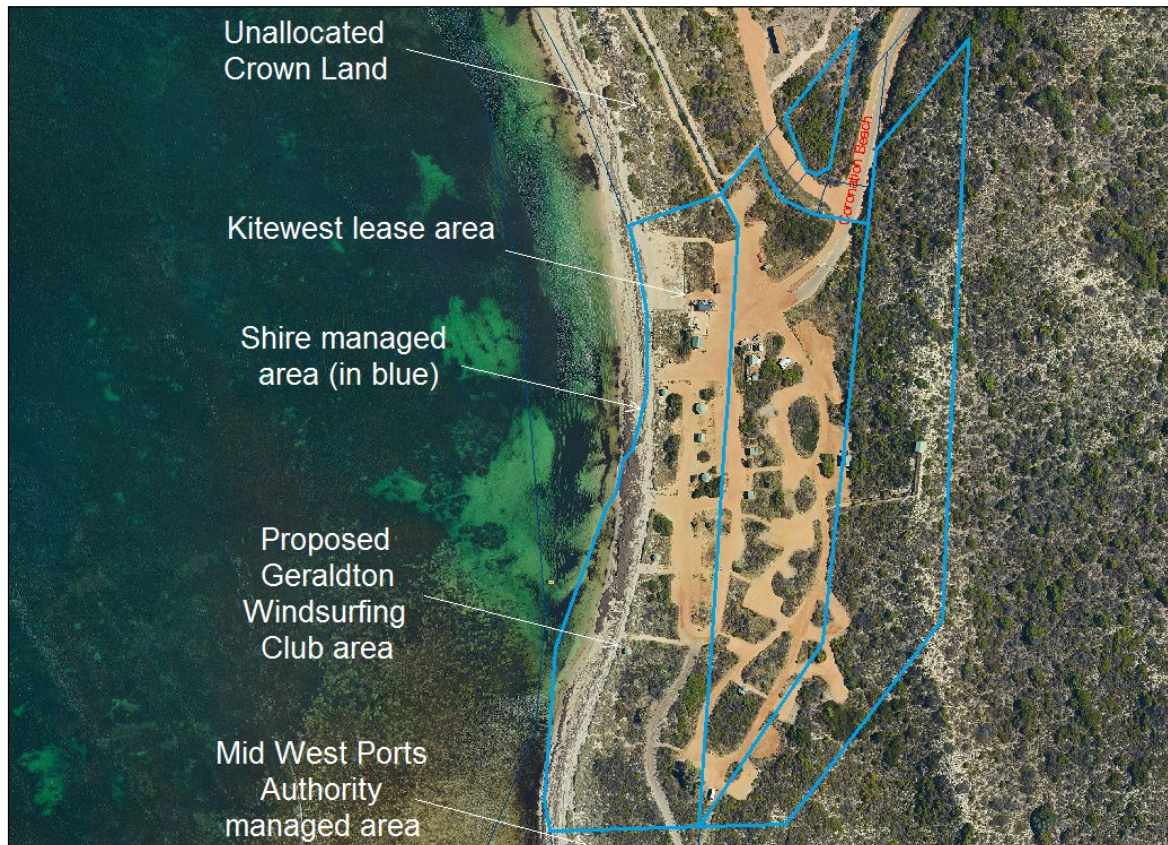 Unallocated
Crown Land
Coronation Beach
Kitewest lease area
Shire managed
area (in blue)
Proposed
Geraldton
Windsurfing
Club area
Mid West Ports
Authority
managed area